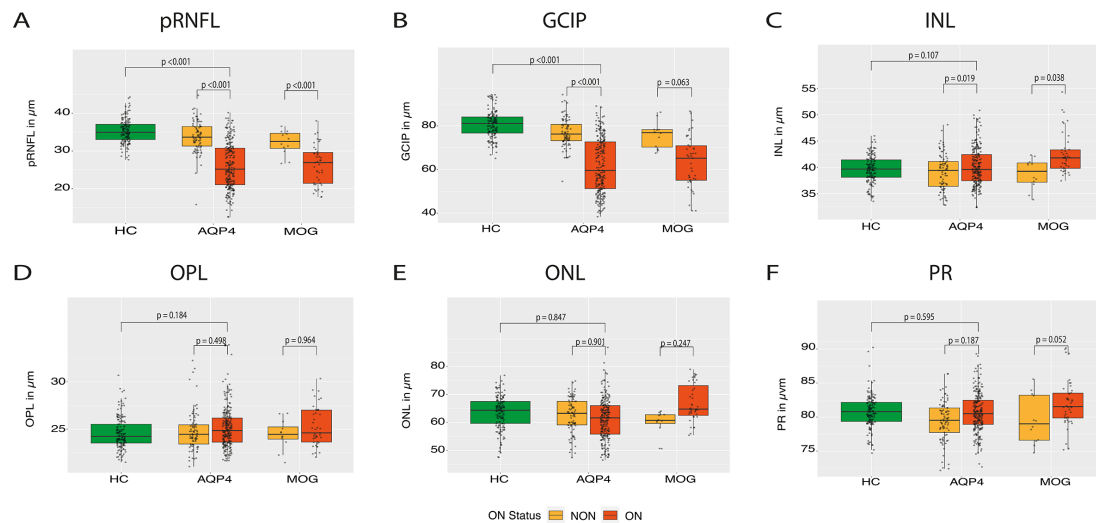 A pRNFL
p <0.001
p <0.001
p <0.001
pRNFL in µm
40
30
20
HC AQP4 MOG
B GCIP
p <0.001
p <0.001
p = 0.063
GCIP in µm
80
60
40
HC AQP4 MOG
C INL
p = 0.107
p = 0.019
p = 0.038
INL in µm
55
50
45
40
35
HC AQP4 MOG
D OPL
p = 0.184
p = 0.498
p = 0.964
OPL in µm
30
25
HC AQP4 MOG
E ONL
p = 0.847
p = 0.901
p = 0.247
ONL in µm
80
70
60
50
HC AQP4 MOG
F PR
p = 0.595
p = 0.187
p = 0.052
PR in µvm
90
85
80
75
HC AQP4 MOG
ON Status NON ON